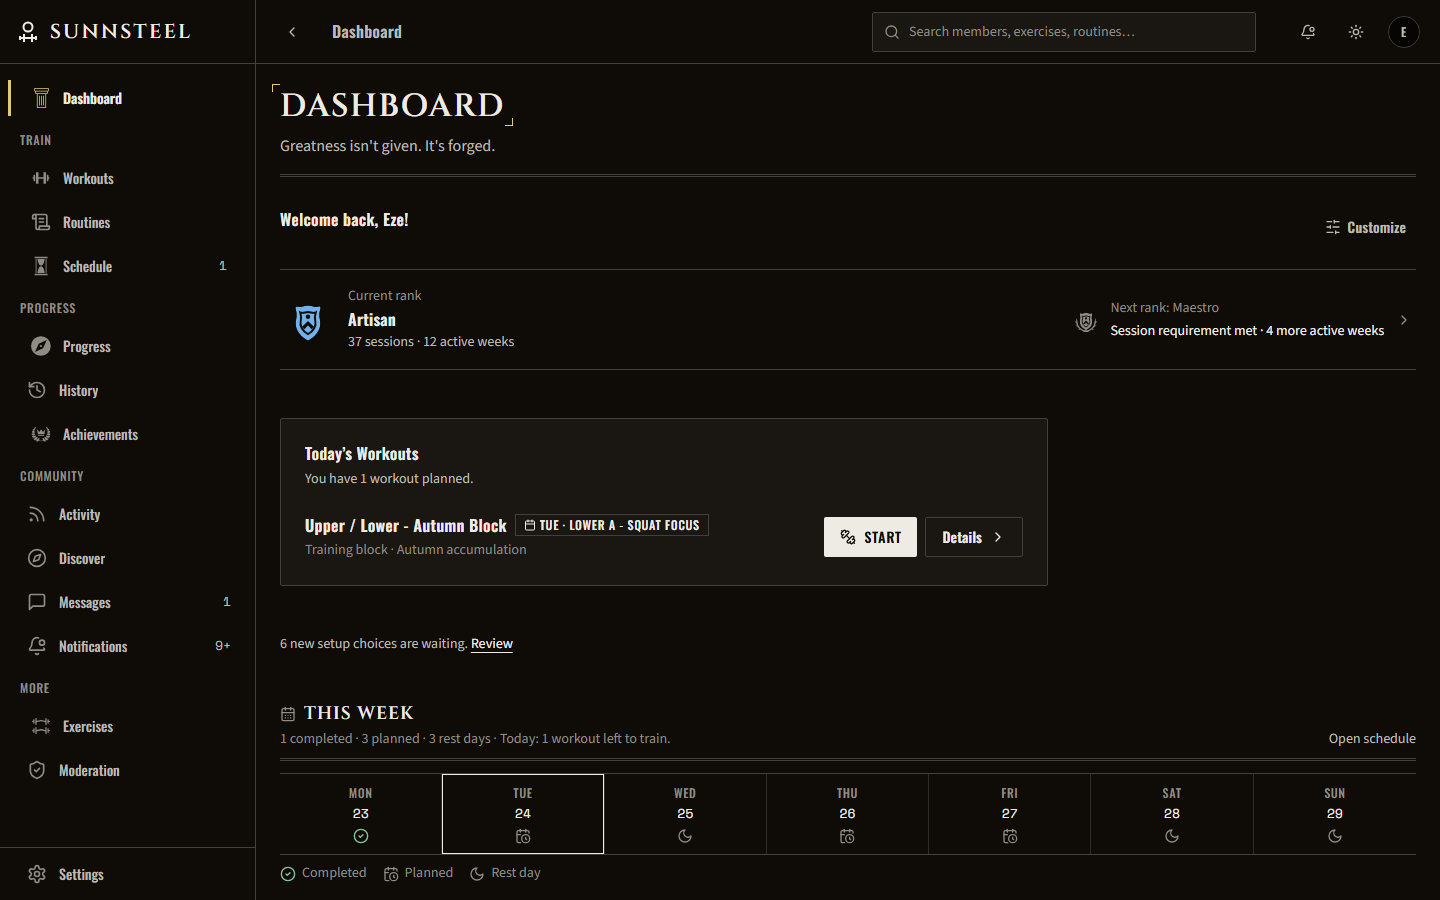 SUNNSTEEL
Dashboard
Search members, exercises, routines…
E
Dashboard
TRAIN
Workouts
Routines
Schedule 1
PROGRESS
Progress
History
Achievements
COMMUNITY
Activity
Discover
Messages 1
Notifications 9+
MORE
Exercises
Moderation
Settings
DASHBOARD
Greatness isn't given. It's forged.
Welcome back, Eze!
Customize
Current rank
Artisan
37 sessions · 12 active weeks
Next rank: Maestro
Session requirement met · 4 more active weeks
Today's Workouts
You have 1 workout planned.
Upper / Lower - Autumn Block TUE · LOWER A - SQUAT FOCUS
Training block · Autumn accumulation
START Details
6 new setup choices are waiting. Review
THIS WEEK
1 completed · 3 planned · 3 rest days · Today: 1 workout left to train.
Open schedule
MON TUE WED THU FRI SAT SUN
23 24 25 26 27 28 29
Completed Planned Rest day